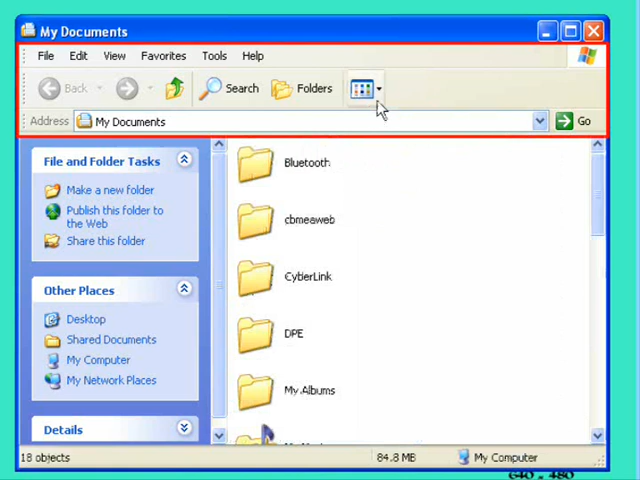 My Documents
File Edit View Favorites Tools Help
Back Search Folders
Address My Documents Go
File and Folder Tasks
Make a new folder
Publish this folder to
the Web
Share this folder
Other Places
Desktop
Shared Documents
My Computer
My Network Places
Details
Bluetooth
cbmeaweb
CyberLink
DPE
My Albums
18 objects 84.8 MB My Computer